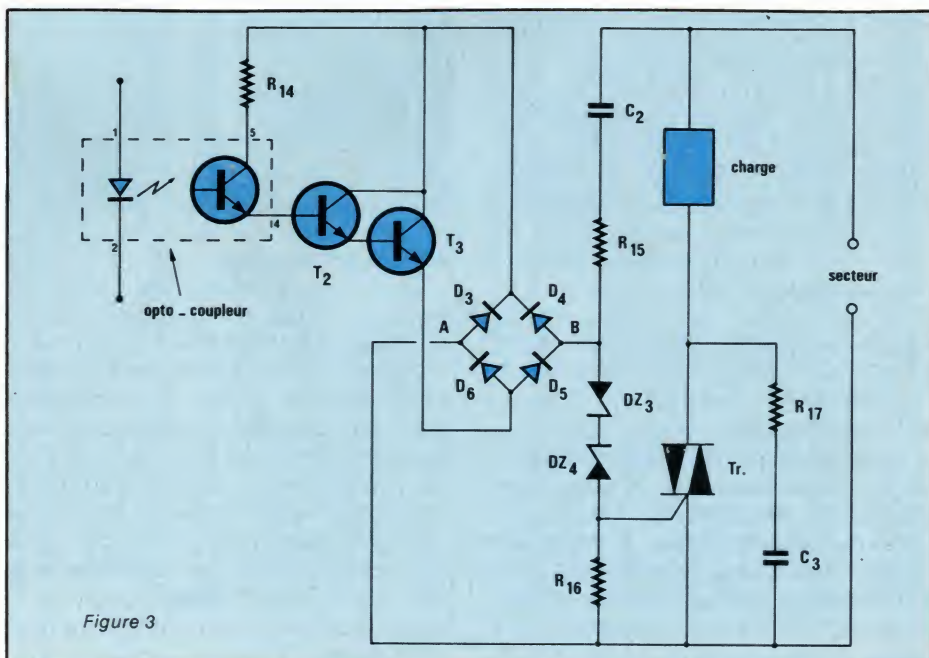 R14
C2
charge
1
5
R15
4
2
T2
T3
secteur
opto - coupleur
D3
D4
A
B
D6
D5
DZ3
R17
DZ4
Tr.
R16
C3
Figure 3